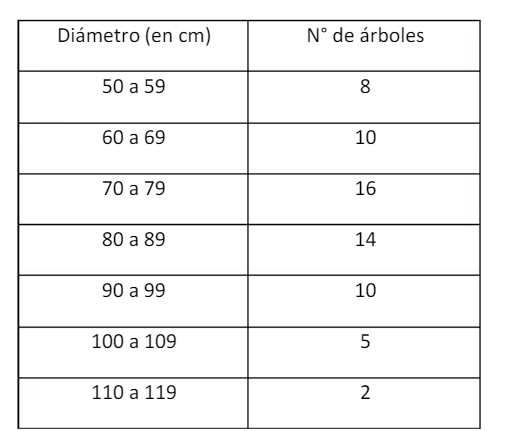 Diámetro (en cm) N° de árboles
50 a 59 8
60 a 69 10
70 a 79 16
80 a 89 14
90 a 99 10
100 a 109 5
110 a 119 2